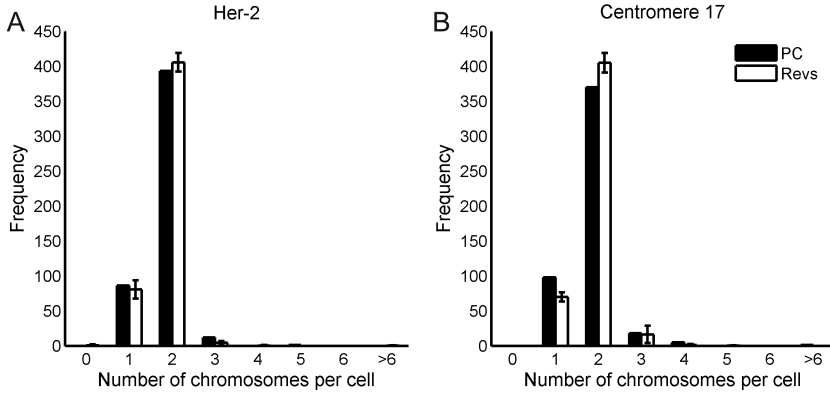 A
Her-2
450
400
350
300
250
200
150
100
50
0
Frequency
0 1 2 3 4 5 6 >6
Number of chromosomes per cell
B
Centromere 17
PC
Revs
450
400
350
300
250
200
150
100
50
0
Frequency
0 1 2 3 4 5 6 >6
Number of chromosomes per cell